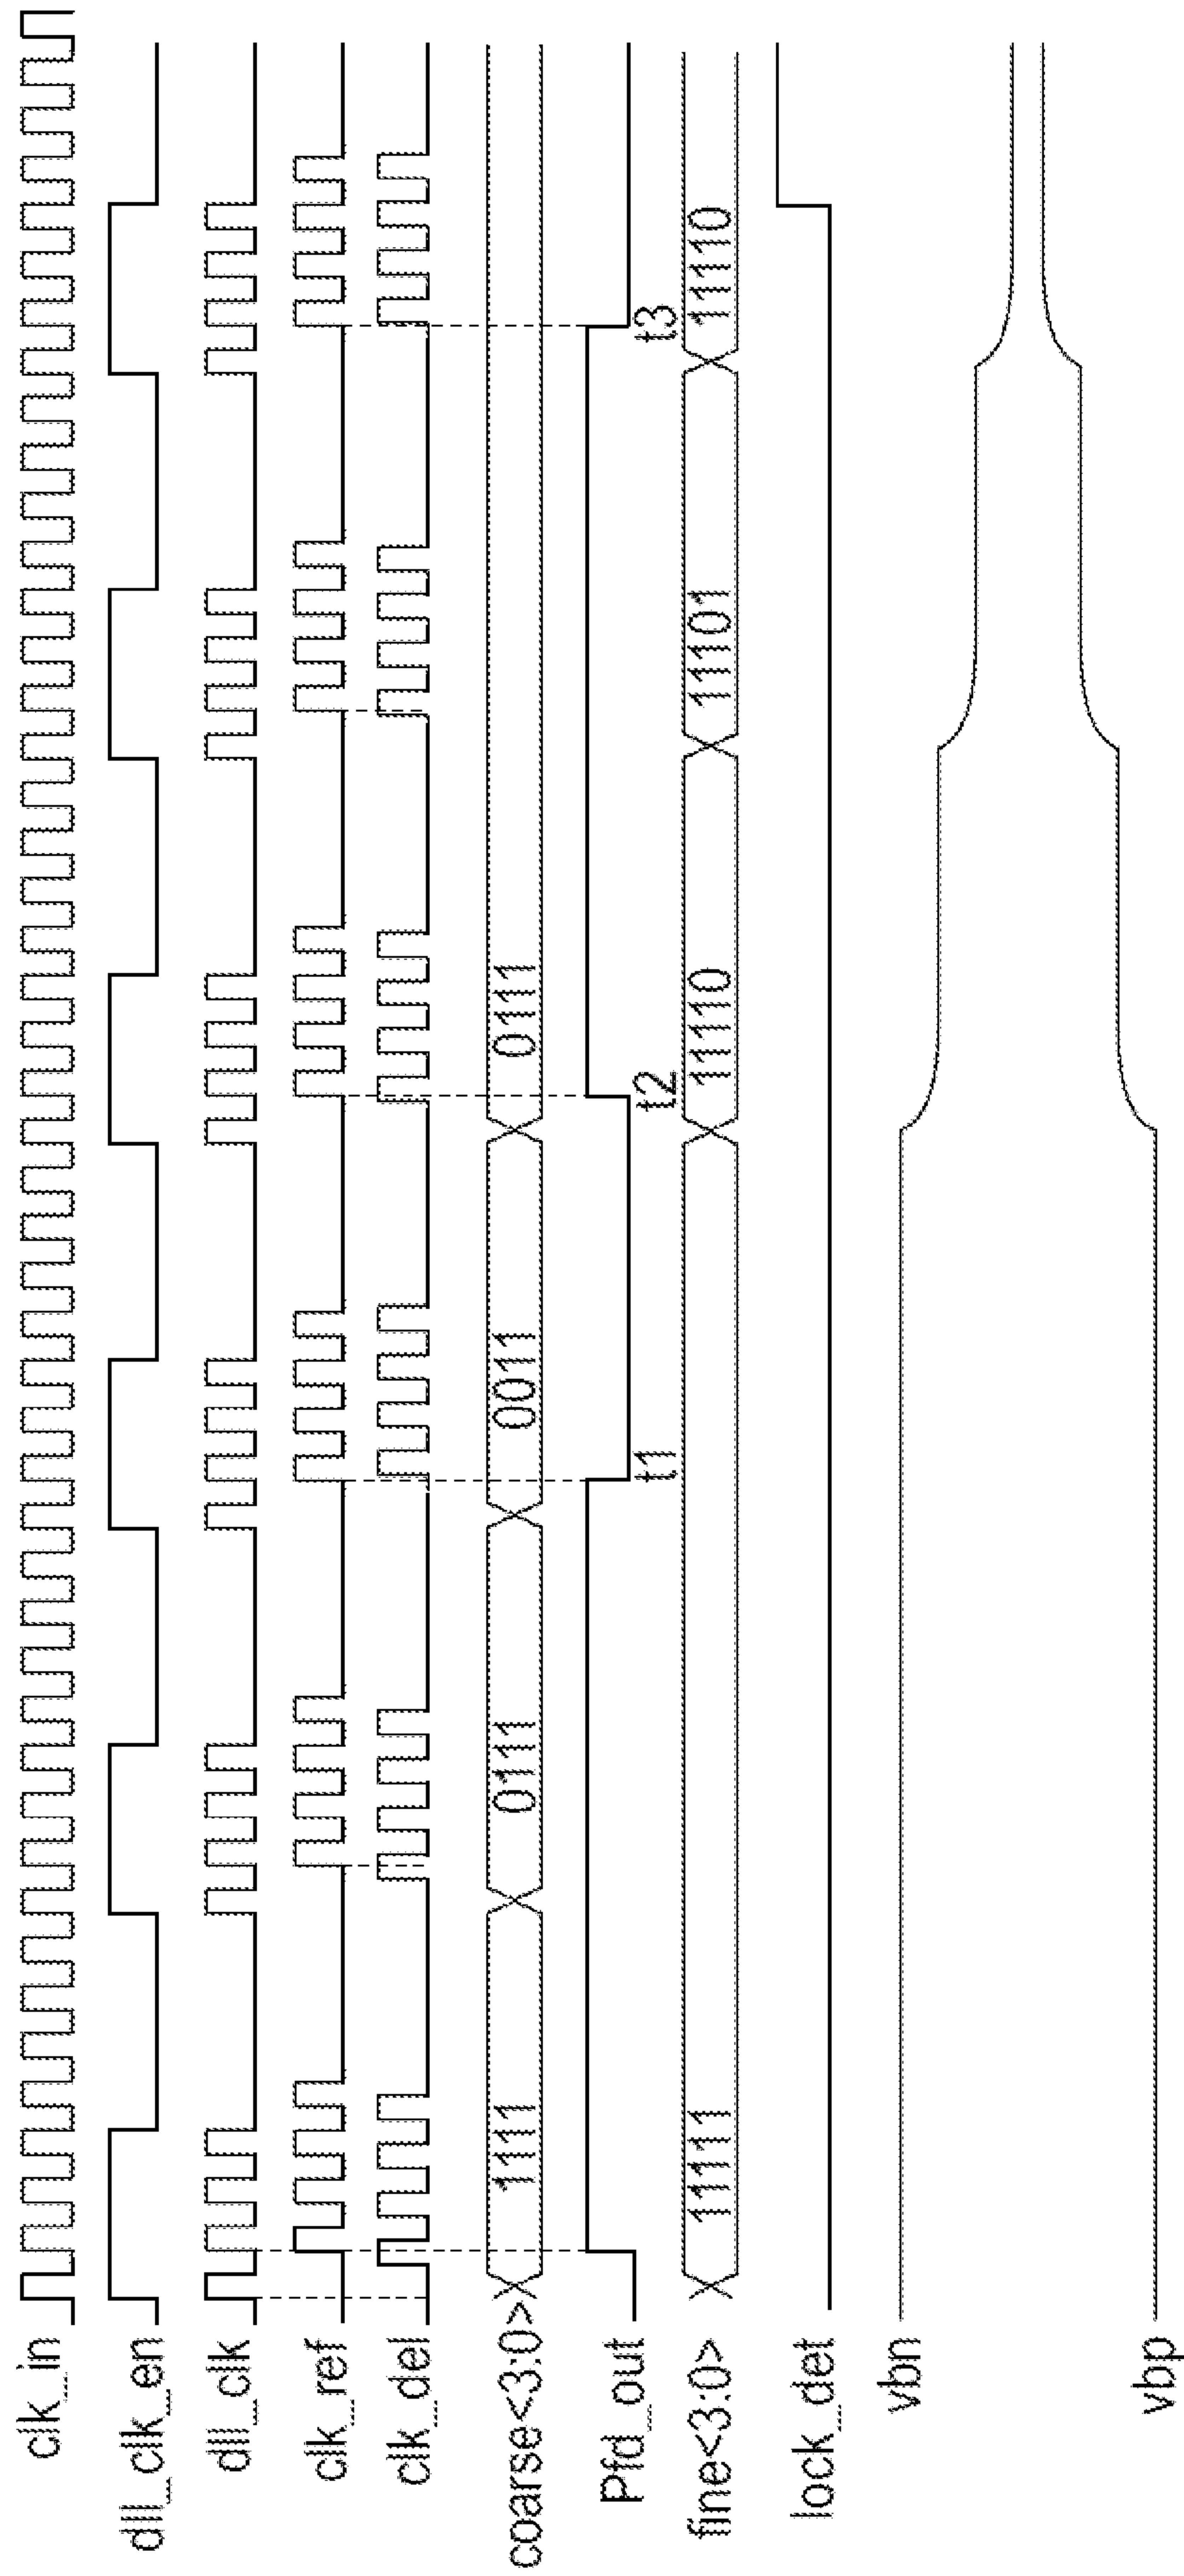 clk_in
dll_clk_en
dll_clk
clk_ref
clk_del
coarse<3:0> 1111 0111 0011 0111
Pfd_out t1 t2 t3
fine<3:0> 11111 11110 11101 11110
lock_det
vbn
vbp